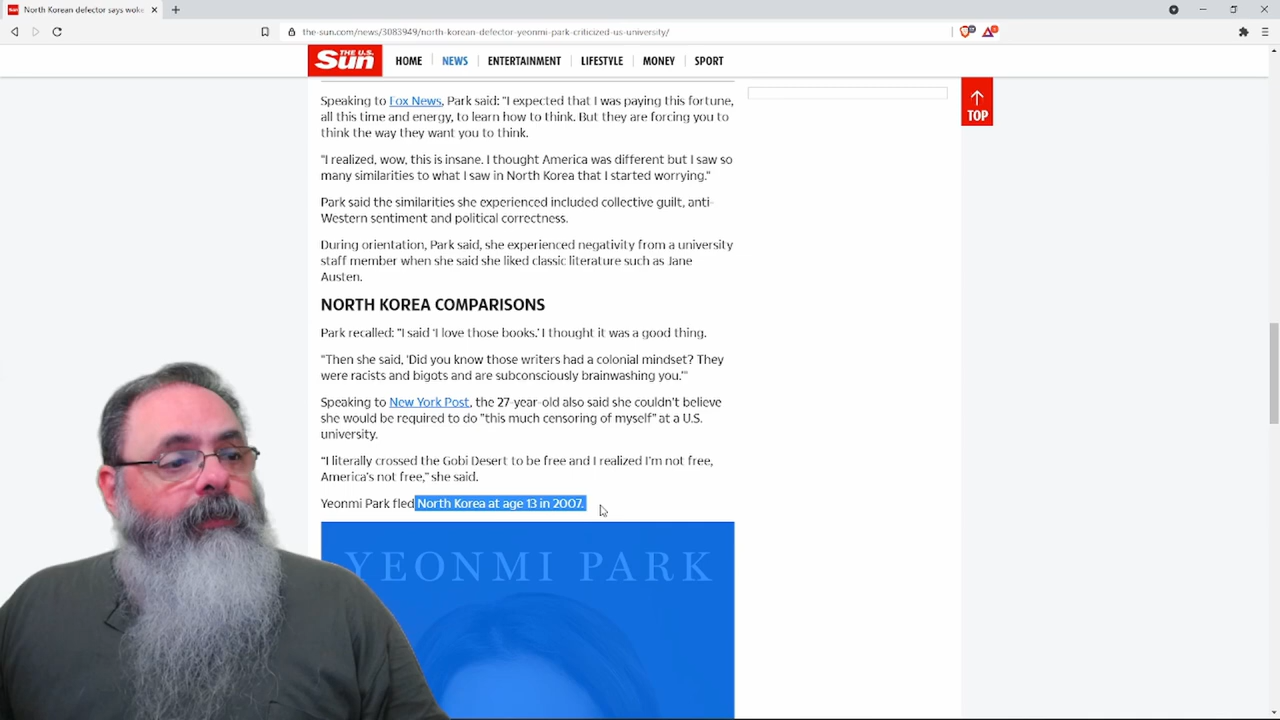 North Korean defector says woke
the-sun.com/news/3083949/north-korean-defector-yeonmi-park-criticized-us-university/
THE U.S. Sun
HOME NEWS ENTERTAINMENT LIFESTYLE MONEY SPORT
TOP
Speaking to Fox News, Park said: "I expected that I was paying this fortune,
all this time and energy, to learn how to think. But they are forcing you to
think the way they want you to think.
"I realized, wow, this is insane. I thought America was different but I saw so
many similarities to what I saw in North Korea that I started worrying."
Park said the similarities she experienced included collective guilt, anti-
Western sentiment and political correctness.
During orientation, Park said, she experienced negativity from a university
staff member when she said she liked classic literature such as Jane
Austen.
NORTH KOREA COMPARISONS
Park recalled: "I said 'I love those books.' I thought it was a good thing.
"Then she said, 'Did you know those writers had a colonial mindset? They
were racists and bigots and are subconsciously brainwashing you.'"
Speaking to New York Post, the 27-year-old also said she couldn't believe
she would be required to do "this much censoring of myself" at a U.S.
university.
"I literally crossed the Gobi Desert to be free and I realized I'm not free,
America's not free," she said.
Yeonmi Park fled North Korea at age 13 in 2007.
YEONMI PARK